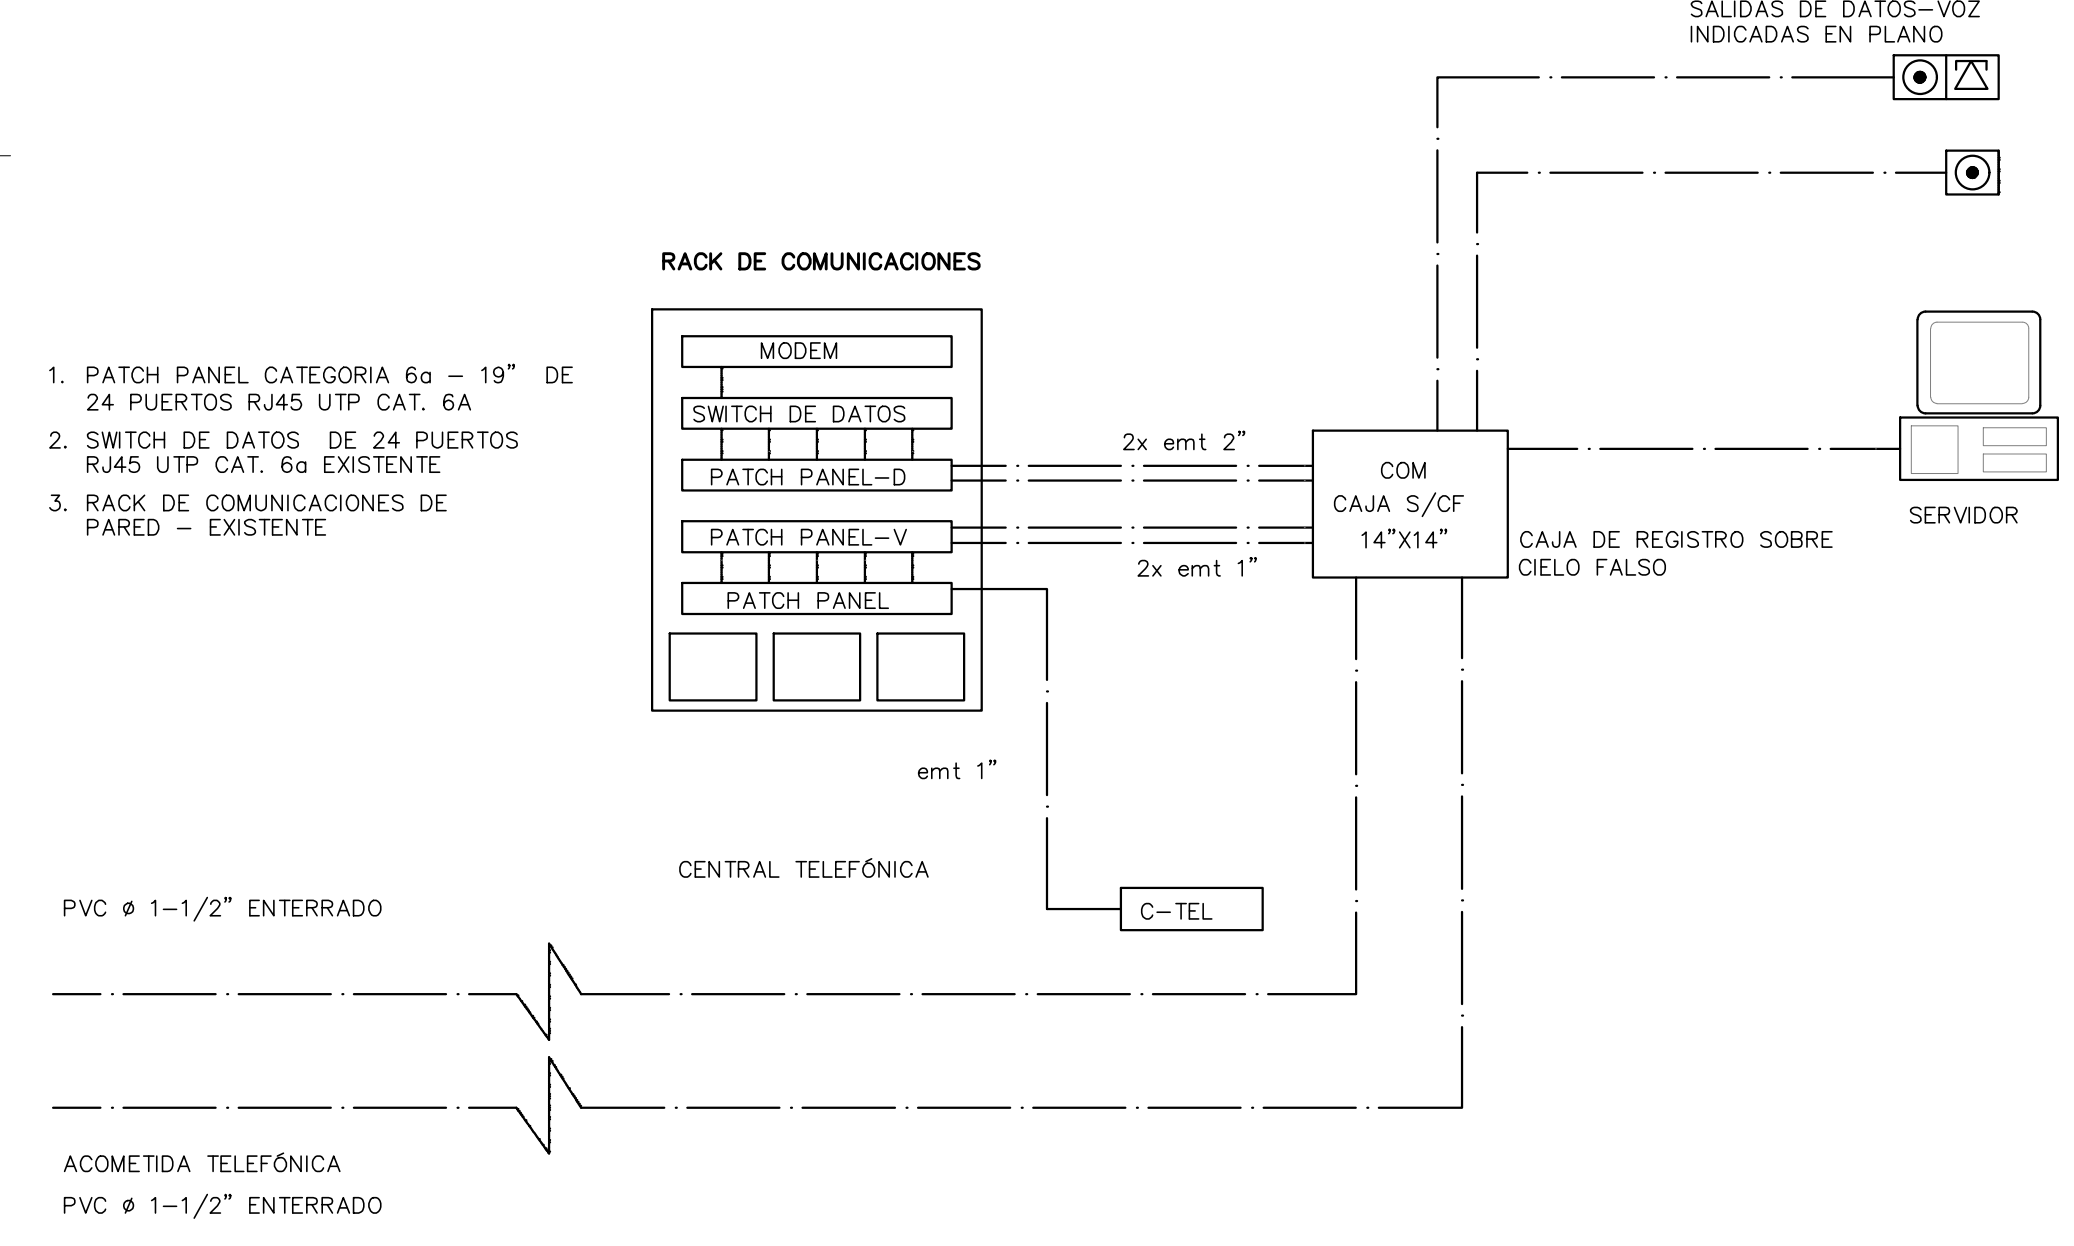 SALIDAS DE DATOS-VOZ
INDICADAS EN PLANO
RACK DE COMUNICACIONES
1. PATCH PANEL CATEGORIA 6a – 19" DE
24 PUERTOS RJ45 UTP CAT. 6A
2. SWITCH DE DATOS DE 24 PUERTOS
RJ45 UTP CAT. 6a EXISTENTE
3. RACK DE COMUNICACIONES DE
PARED – EXISTENTE
MODEM
SWITCH DE DATOS
PATCH PANEL-D
PATCH PANEL-V
PATCH PANEL
2x emt 2"
2x emt 1"
COM
CAJA S/CF
14"X14"
CAJA DE REGISTRO SOBRE
CIELO FALSO
SERVIDOR
emt 1"
CENTRAL TELEFÓNICA
C-TEL
PVC ø 1-1/2" ENTERRADO
ACOMETIDA TELEFÓNICA
PVC ø 1-1/2" ENTERRADO